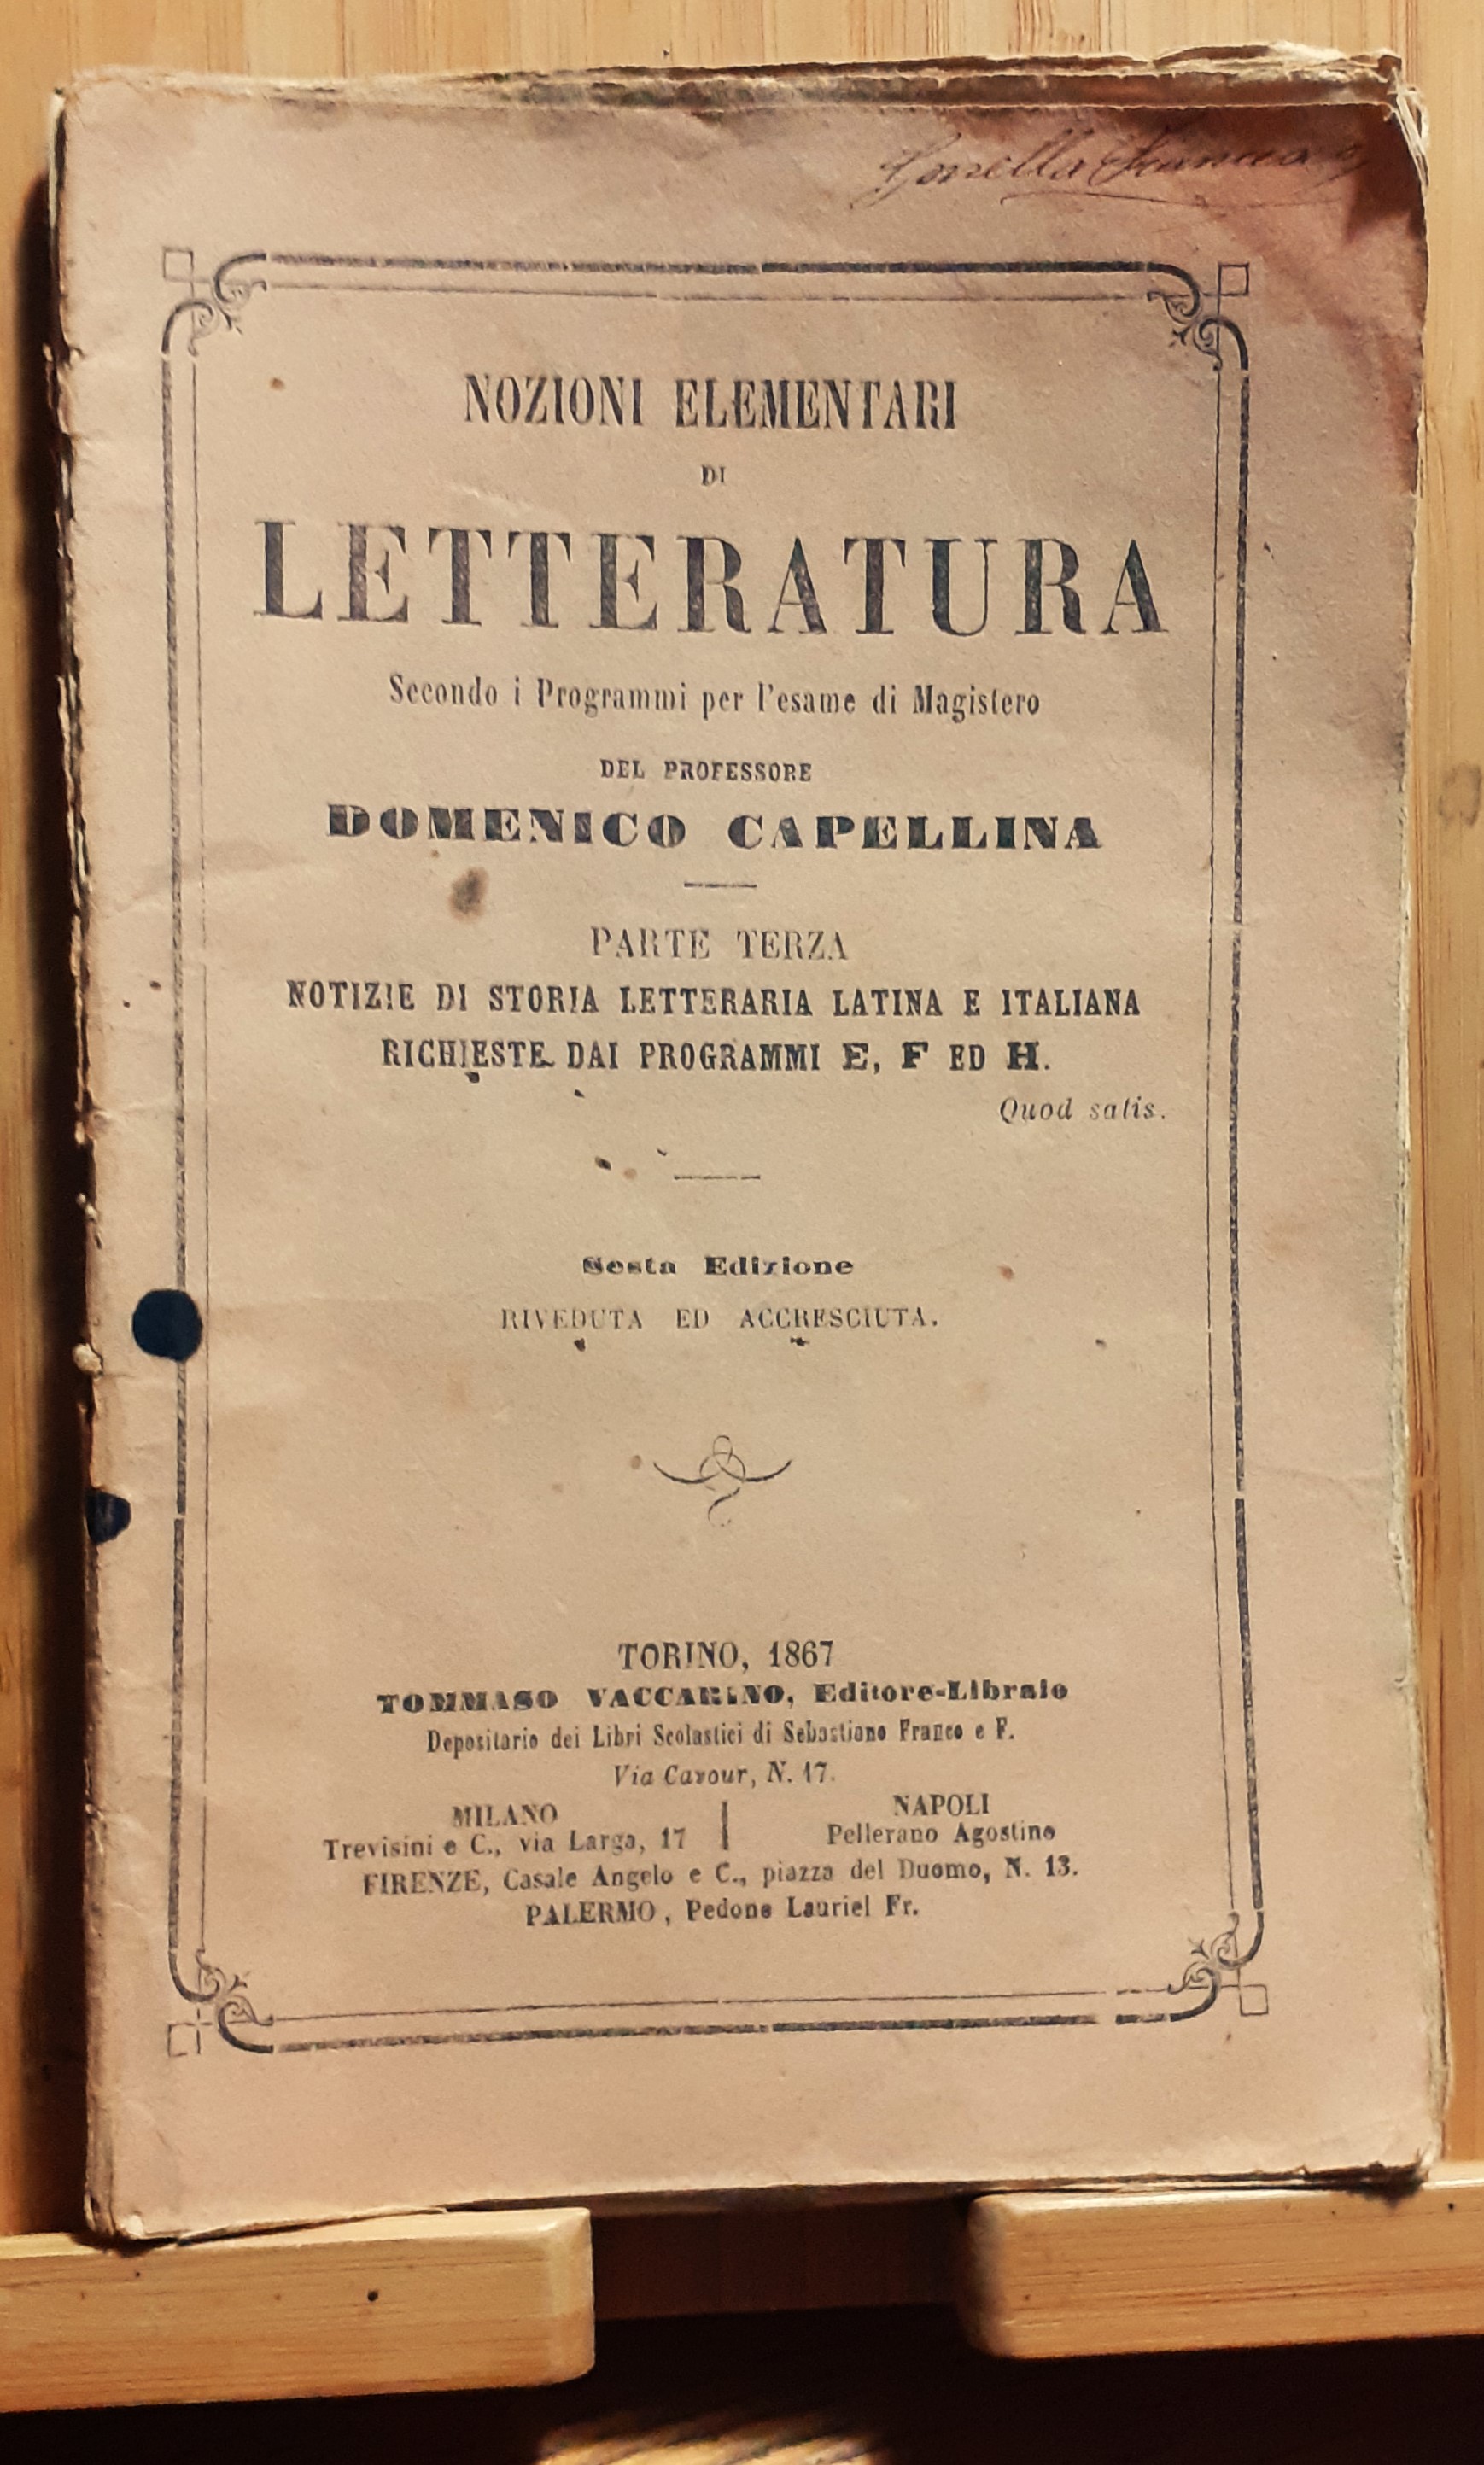 NOZIONI ELEMENTARI
DI
LETTERATURA
Secondo i Programmi per l'esame di Magistero
DEL PROFESSORE
DOMENICO CAPELLINA
PARTE TERZA
NOTIZIE DI STORIA LETTERARIA LATINA E ITALIANA
RICHIESTE DAI PROGRAMMI E, F ED H.
Quod satis.
Sesta Edizione
RIVEDUTA ED ACCRESCIUTA.
TORINO, 1867
TOMMASO VACCARINO, Editore-Libraio
Depositario dei Libri Scolastici di Sebastiano Franco e F.
Via Cavour, N. 17.
MILANO
Trevisini e C., via Larga, 17
NAPOLI
Pellerano Agostino
FIRENZE, Casale Angelo e C., piazza del Duomo, N. 13.
PALERMO, Pedone Lauriel Fr.